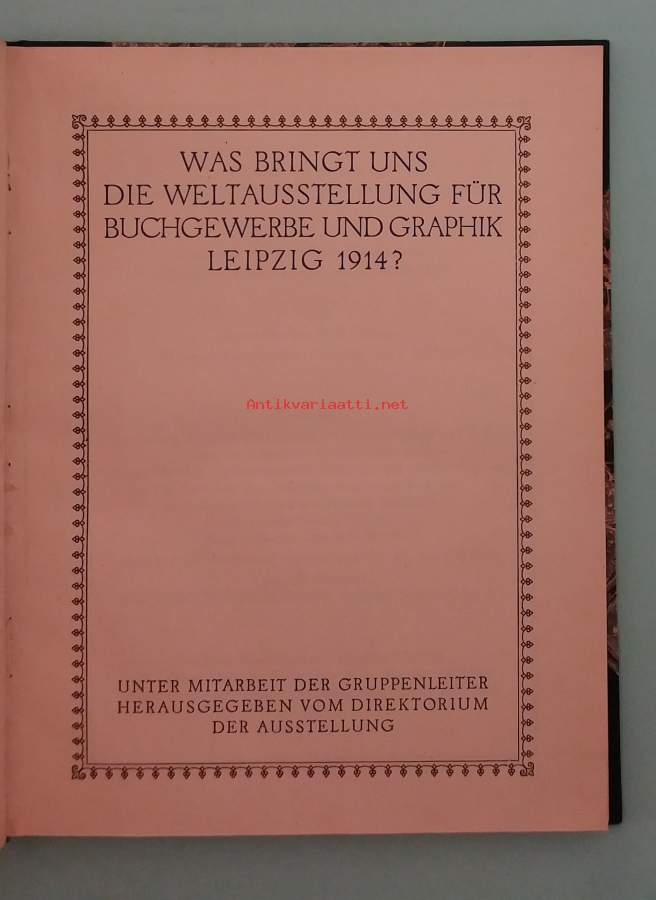 WAS BRINGT UNS
DIE WELTAUSSTELLUNG FÜR
BUCHGEWERBE UND GRAPHIK
LEIPZIG 1914?
Antikvariaatti.net
UNTER MITARBEIT DER GRUPPENLEITER
HERAUSGEGEBEN VOM DIREKTORIUM
DER AUSSTELLUNG